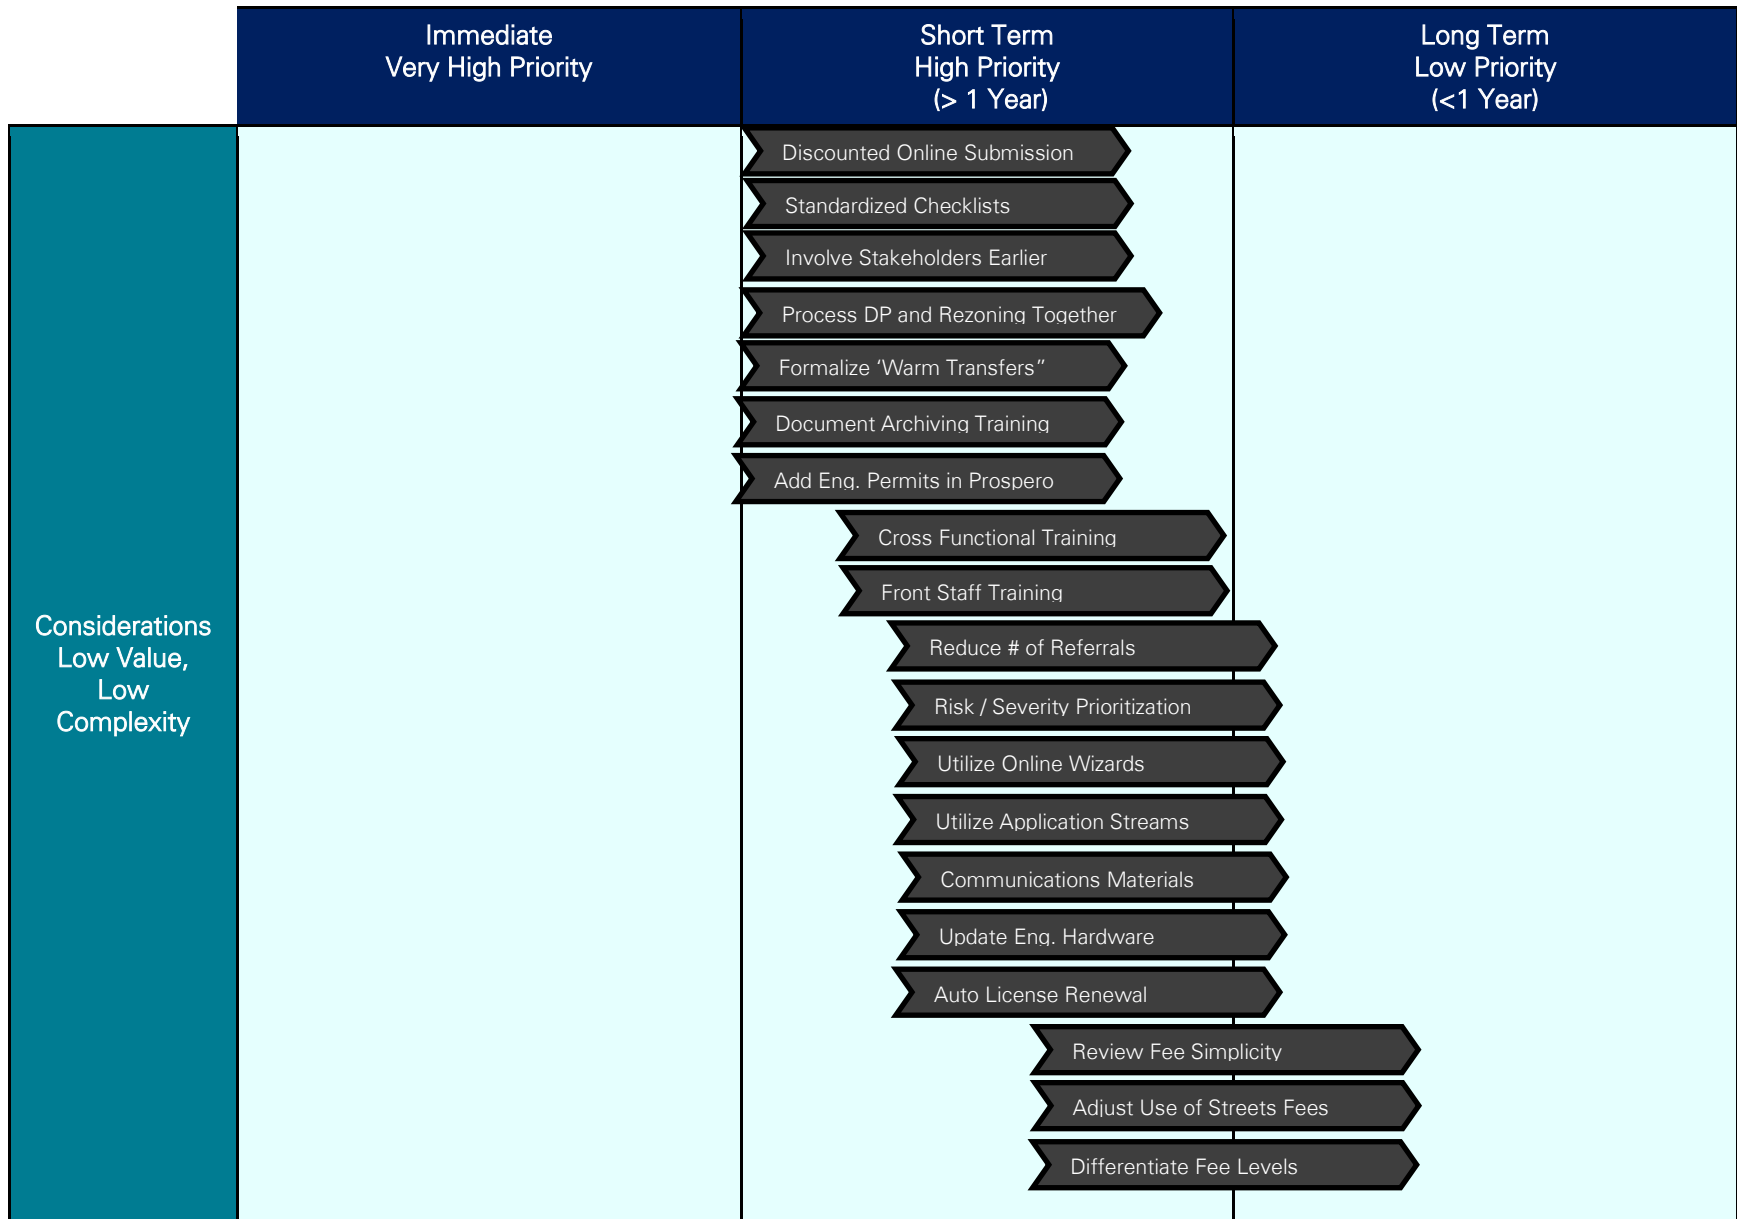 Immediate
Very High Priority
Short Term
High Priority
(> 1 Year)
Long Term
Low Priority
(<1 Year)
Considerations
Low Value,
Low
Complexity
Discounted Online Submission
Standardized Checklists
Involve Stakeholders Earlier
Process DP and Rezoning Together
Formalize ‘Warm Transfers”
Document Archiving Training
Add Eng. Permits in Prospero
Cross Functional Training
Front Staff Training
Reduce # of Referrals
Risk / Severity Prioritization
Utilize Online Wizards
Utilize Application Streams
Communications Materials
Update Eng. Hardware
Auto License Renewal
Review Fee Simplicity
Adjust Use of Streets Fees
Differentiate Fee Levels